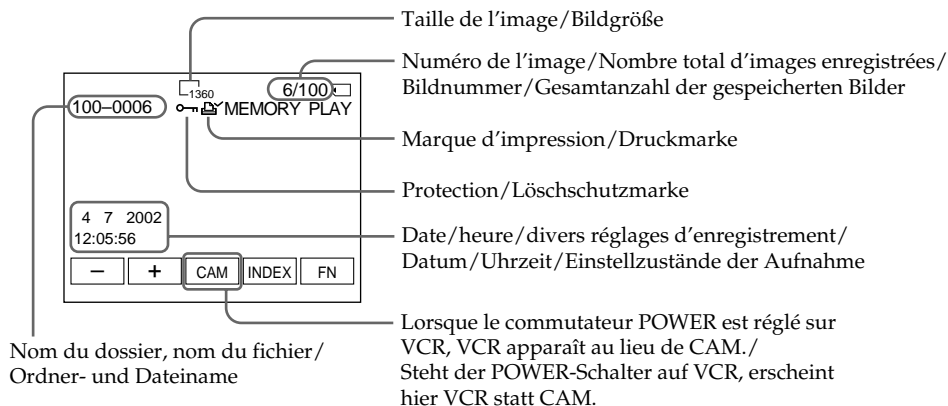 Taille de l'image/Bildgröße
Numéro de l'image/Nombre total d'images enregistrées/
Bildnummer/Gesamtanzahl der gespeicherten Bilder
1360
6/100
100–0006
MEMORY PLAY
Marque d'impression/Druckmarke
Protection/Löschschutzmarke
4 7 2002
12:05:56
Date/heure/divers réglages d'enregistrement/
Datum/Uhrzeit/Einstellzustände der Aufnahme
– + CAM INDEX FN
Lorsque le commutateur POWER est réglé sur
VCR, VCR apparaît au lieu de CAM./
Steht der POWER-Schalter auf VCR, erscheint
hier VCR statt CAM.
Nom du dossier, nom du fichier/
Ordner- und Dateiname